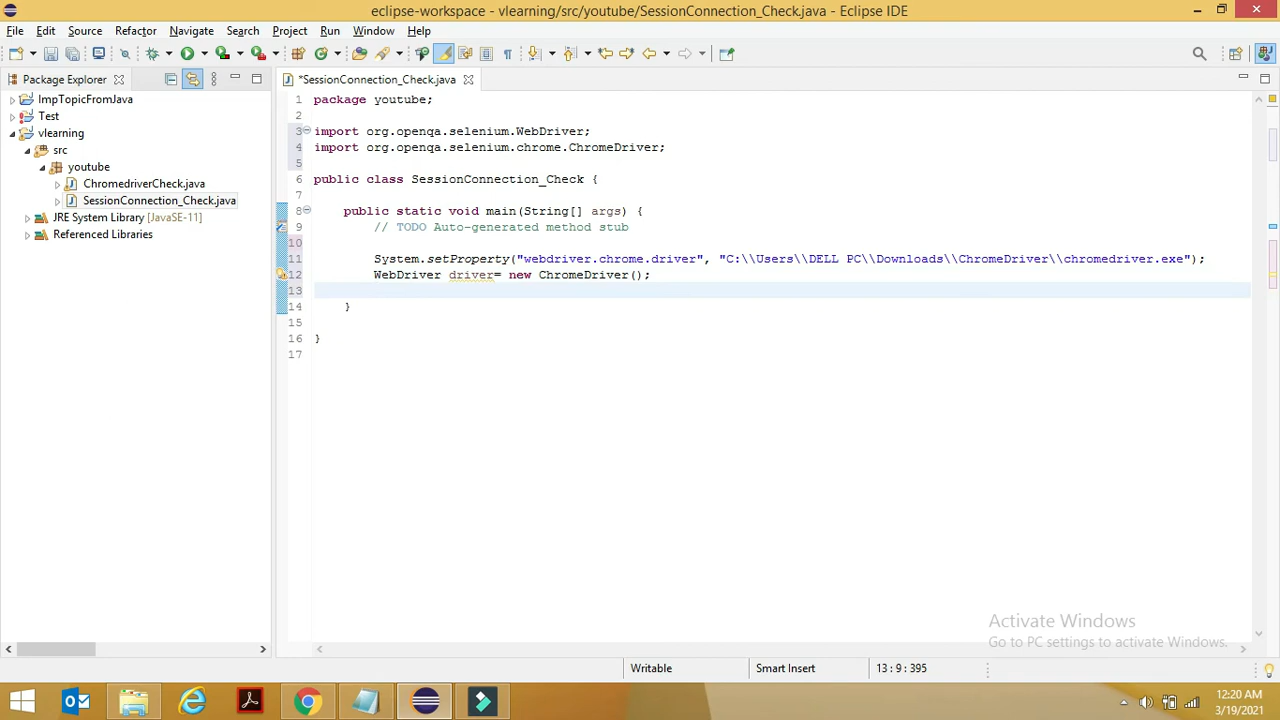 eclipse-workspace - vlearning/src/youtube/SessionConnection_Check.java - Eclipse IDE
File Edit Source Refactor Navigate Search Project Run Window Help
Package Explorer
*SessionConnection_Check.java
ImpTopicFromJava
Test
vlearning
src
youtube
ChromedriverCheck.java
SessionConnection_Check.java
JRE System Library [JavaSE-11]
Referenced Libraries
1 package youtube;
2
3 import org.openqa.selenium.WebDriver;
4 import org.openqa.selenium.chrome.ChromeDriver;
5
6 public class SessionConnection_Check {
7
8 public static void main(String[] args) {
9 // TODO Auto-generated method stub
10
11 System.setProperty("webdriver.chrome.driver", "C:\\Users\\DELL PC\\Downloads\\ChromeDriver\\chromedriver.exe");
12 WebDriver driver= new ChromeDriver();
13
14 }
15
16 }
17
Activate Windows
Go to PC settings to activate Windows.
Writable Smart Insert 13 : 9 : 395
12:20 AM
3/19/2021